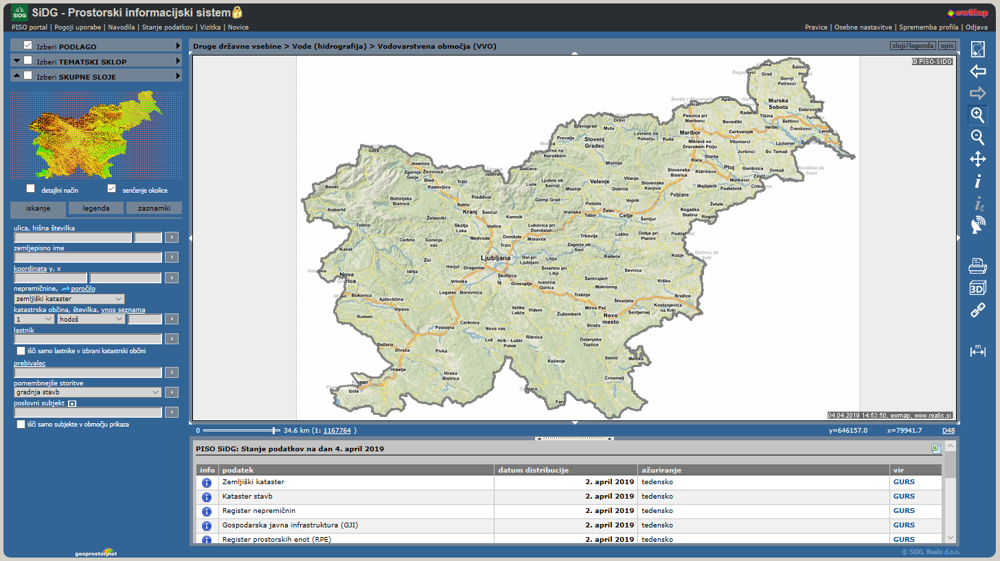 SiDG
SiDG - Prostorski informacijski sistem
ewMap
PISO portal | Pogoji uporabe | Navodila | Stanje podatkov | Vizitka | Novice
Pravice | Osebne nastavitve | Sprememba profila | Odjava
Izberi PODLAGO
Izberi TEMATSKI SKLOP
Izberi SKUPNE SLOJE
detajlni način
senčenje okolice
iskanje
legenda
zaznamki
ulica, hišna številka
zemljepisno ime
koordinata y, x
nepremičnine, poročilo
zemljiški kataster
katastrska občina, številka, vnos seznama
1
hodoš
lastnik
išči samo lastnike v izbrani katastrski občini
prebivalec
pomembnejše storitve
gradnja stavb
poslovni subjekt
išči samo subjekte v območju prikaza
geoprostor.net
Druge državne vsebine > Vode (hidrografija) > Vodovarstvena območja (VVO)
sloji/legenda
opis
© PISO-SIDG
Šalovci
Grad
Gornji Petrovci
Murska Sobota
Dobrovnik
Tišina
Beltinci
Veržej
Črenšovci
Ljutomer
Apače
Benedikt
Cerkvenjak
Vitomarci
Juršinci
Sv. Tomaž
Pesnica pri Mariboru
Maribor
Miklavž na Dravskem Polju
Rače
Starše
Ptuj
Gorišnica
Ormož
Kidričevo
Markovci
Zavrč
Majšperk
Podlehnik
Žetale
Rogaška Slatina
Slovenska Bistrica
Slovenske Konjice
Poljčane
Lovrenc na Pohorju
Ruše
Muta
Prevalje
Slovenj Gradec
Mislinja
Velenje
Vitanje
Dobrna
Vojnik
Mozirje
Ljubno ob Savinji
Luče
Solčava
Gornji Grad
Polzela
Vransko
Tabor
Žalec
Celje
Šentjur
Laško
Dobje pri Planini
Kozje
Radeče
Sevnica
Krško
Brežice
Kostanjevica na Krki
Šentjernej
Šmarjeta
Novo mesto
Mokronog
Šentrupert
Trebnje
Mirna Peč
Straža
Žužemberk
Dolenjske Toplice
Semič
Metlika
Črnomelj
Kočevje
Ribnica
Videm
Velike Lašče
Nova vas
Hrib - Loški Potok
Lož
Cerknica
Postojna
Pivka
Ilirska Bistrica
Hrpelje
Divača
Sežana
Komen
Izola
Vipava
Ajdovščina
Bukovica
Nova Gorica
Kanal
Tolmin
Kobarid
Bovec
Jesenice
Žirovnica
Zgornje Gorje
Bled
Radovljica
Bohinjska Bistrica
Tržič
Naklo
Preddvor
Kranj
Šenčur
Kamnik
Vodice
Škofja Loka
Železniki
Medvode
Cerkno
Gorenja vas
Žiri
Idrija
Logatec
Vrhnika
Borovnica
Horjul
Dragomer
Ljubljana
Trzin
Domžale
Lukovica pri Domžalah
Moravče
Dol pri Ljubljani
Litija
Šmartno pri Litiji
Zagorje ob Savi
Trbovlje
Škofljica
Ig
Grosuplje
Ivančna Gorica
04.04.2019 14:53:50, ewmap, www.realis.si
0
34.6 km (1: 1167764 )
y=646157.0
x=79941.7
D48
PISO SiDG: Stanje podatkov na dan 4. april 2019
info podatek datum distribucije ažuriranje vir
Zemljiški kataster 2. april 2019 tedensko GURS
Kataster stavb 2. april 2019 tedensko GURS
Register nepremičnin 2. april 2019 tedensko GURS
Gospodarska javna infrastruktura (GJI) 2. april 2019 tedensko GURS
Register prostorskih enot (RPE) 2. april 2019 tedensko GURS
© SiDG, Realis d.o.o.
3D
m